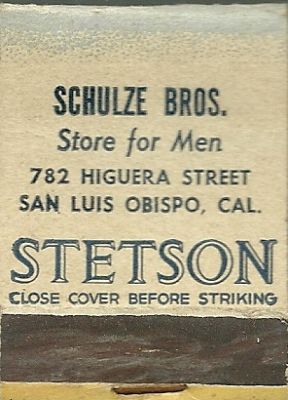 SCHULZE BROS.
Store for Men
782 HIGUERA STREET
SAN LUIS OBISPO, CAL.
STETSON
CLOSE COVER BEFORE STRIKING